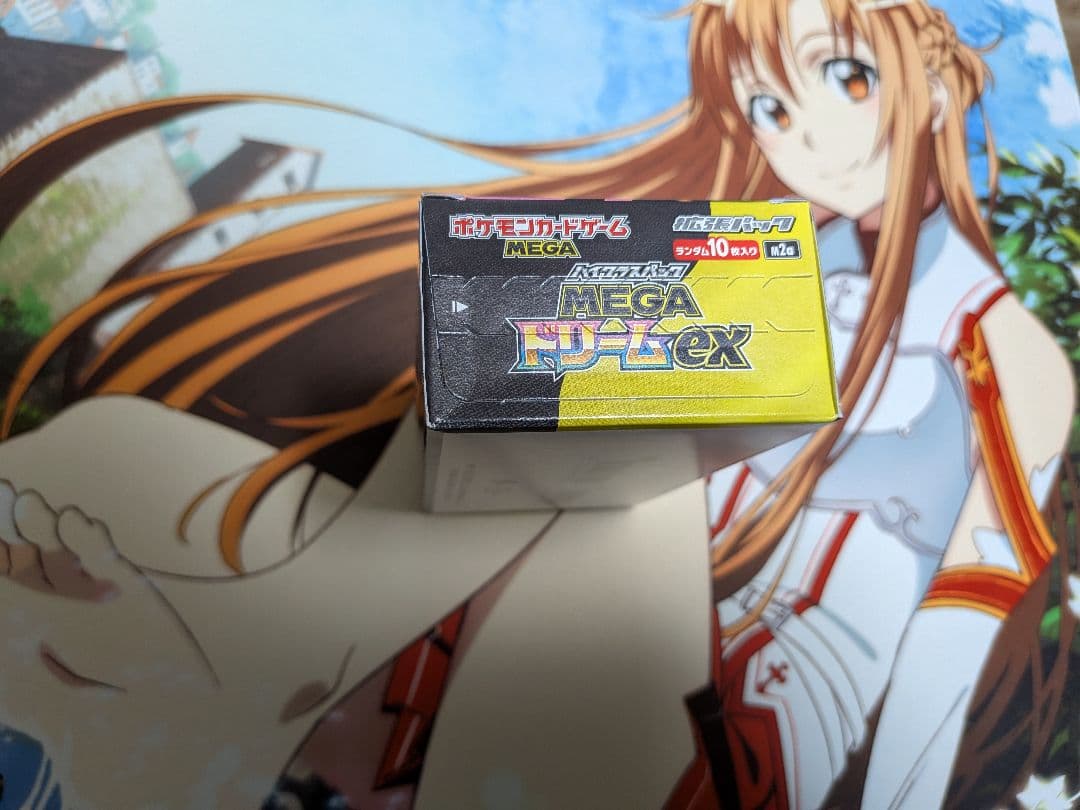 ポケモンカードゲーム
MEGA
拡張パック
ランダム10枚入り
M2a
ハイクラスパック
MEGA
ドリームex